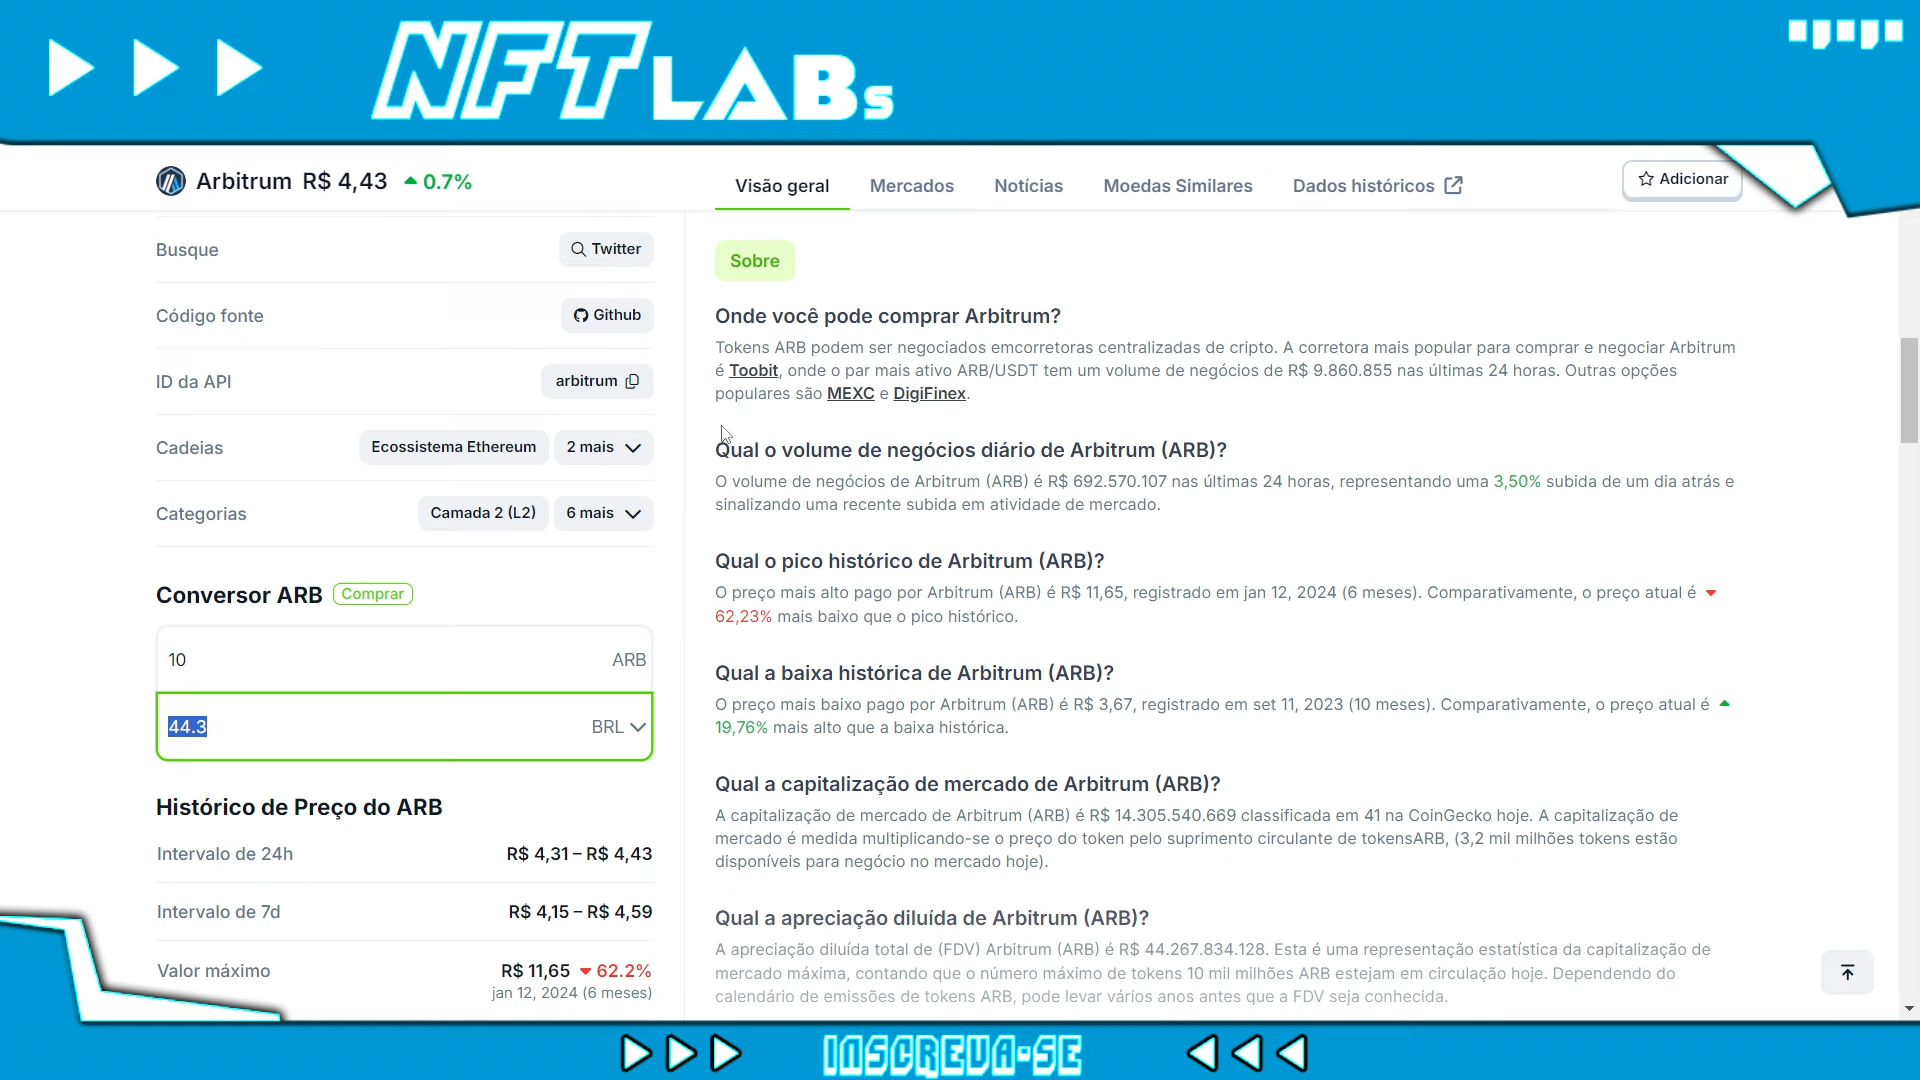 NFT LABs
Arbitrum R$ 4,43 0.7%
Visão geral Mercados Notícias Moedas Similares Dados históricos
Adicionar
Busque Twitter
Código fonte Github
ID da API arbitrum
Cadeias Ecossistema Ethereum 2 mais
Categorias Camada 2 (L2) 6 mais
Conversor ARB Comprar
10 ARB
44.3 BRL
Histórico de Preço do ARB
Intervalo de 24h R$ 4,31 – R$ 4,43
Intervalo de 7d R$ 4,15 – R$ 4,59
Valor máximo R$ 11,65 62.2%
jan 12, 2024 (6 meses)
Sobre
Onde você pode comprar Arbitrum?
Tokens ARB podem ser negociados emcorretoras centralizadas de cripto. A corretora mais popular para comprar e negociar Arbitrum
é Toobit, onde o par mais ativo ARB/USDT tem um volume de negócios de R$ 9.860.855 nas últimas 24 horas. Outras opções
populares são MEXC e DigiFinex.
Qual o volume de negócios diário de Arbitrum (ARB)?
O volume de negócios de Arbitrum (ARB) é R$ 692.570.107 nas últimas 24 horas, representando uma 3,50% subida de um dia atrás e
sinalizando uma recente subida em atividade de mercado.
Qual o pico histórico de Arbitrum (ARB)?
O preço mais alto pago por Arbitrum (ARB) é R$ 11,65, registrado em jan 12, 2024 (6 meses). Comparativamente, o preço atual é
62,23% mais baixo que o pico histórico.
Qual a baixa histórica de Arbitrum (ARB)?
O preço mais baixo pago por Arbitrum (ARB) é R$ 3,67, registrado em set 11, 2023 (10 meses). Comparativamente, o preço atual é
19,76% mais alto que a baixa histórica.
Qual a capitalização de mercado de Arbitrum (ARB)?
A capitalização de mercado de Arbitrum (ARB) é R$ 14.305.540.669 classificada em 41 na CoinGecko hoje. A capitalização de
mercado é medida multiplicando-se o preço do token pelo suprimento circulante de tokensARB, (3,2 mil milhões tokens estão
disponíveis para negócio no mercado hoje).
Qual a apreciação diluída de Arbitrum (ARB)?
A apreciação diluída total de (FDV) Arbitrum (ARB) é R$ 44.267.834.128. Esta é uma representação estatística da capitalização de
mercado máxima, contando que o número máximo de tokens 10 mil milhões ARB estejam em circulação hoje. Dependendo do
calendário de emissões de tokens ARB, pode levar vários anos antes que a FDV seja conhecida.
INSCREVA-SE